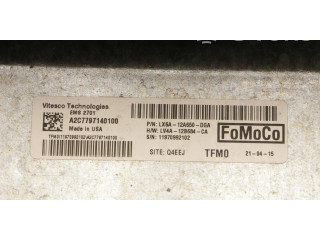 Vitesco Technologies
EMS 2701
A2C7797140100
Made in USA
P/N: LX6A-12A650-DGA
H/W: LV4A-12B684-CA
S/N: 11070992102
FoMoCo
SITE: Q4EEJ
TFM0
21-04-15